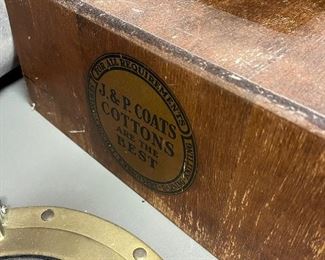 FOR ALL REQUIREMENTS
J. & P. COATS
COTTONS
ARE THE
BEST